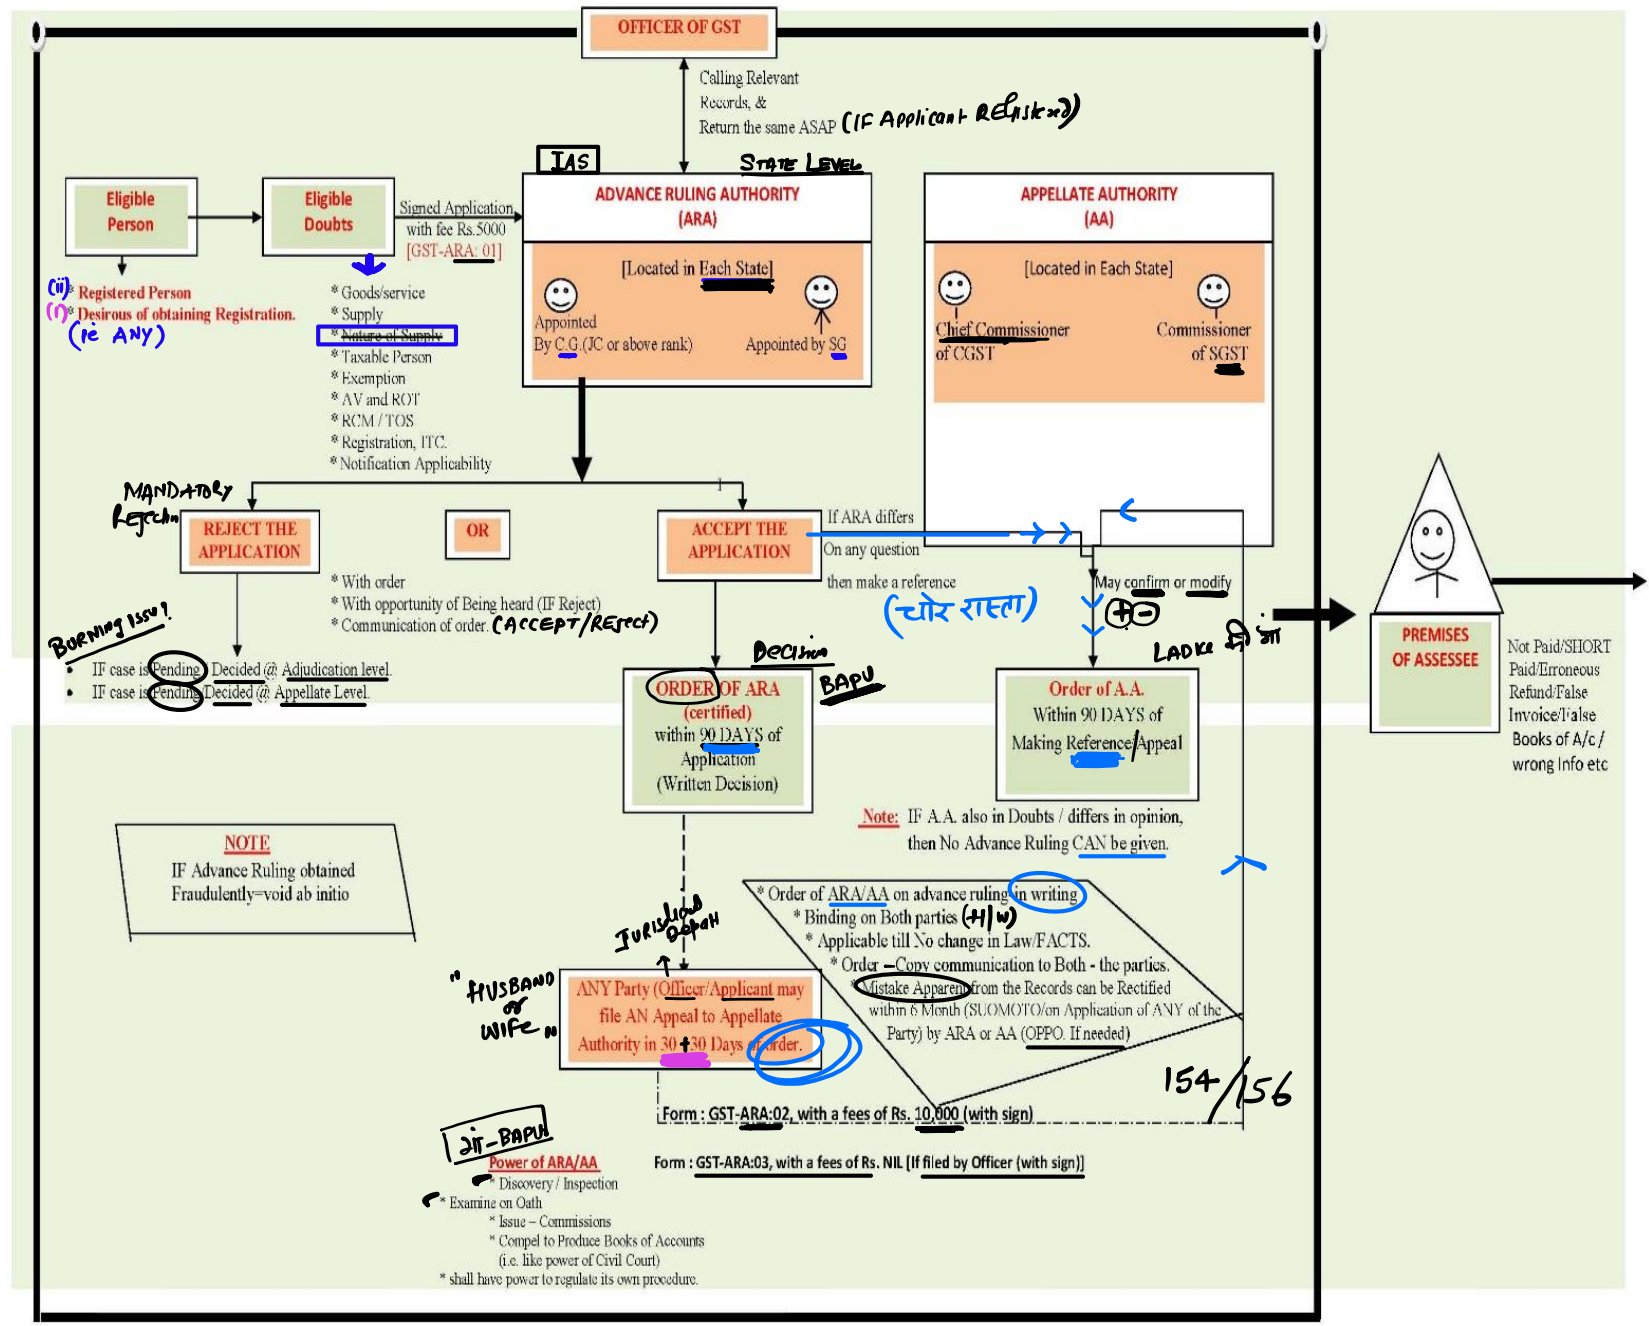 OFFICER OF GST
Calling Relevant
Records, &
Return the same ASAP (IF Applicant REgistered)
IAS
STATE LEVEL
Eligible
Person
Eligible
Doubts
Signed Application
with fee Rs.5000
[GST-ARA: 01]
ADVANCE RULING AUTHORITY
(ARA)
[Located in Each State]
Appointed
By C.G.(JC or above rank)
Appointed by SG
APPELLATE AUTHORITY
(AA)
[Located in Each State]
Chief Commissioner
of CGST
Commissioner
of SGST
(ii) * Registered Person
(i) * Desirous of obtaining Registration.
(ie ANY)
* Goods/service
* Supply
* Nature of Supply
* Taxable Person
* Exemption
* AV and ROT
* RCM / TOS
* Registration, ITC.
* Notification Applicability
MANDATORY
REJECT THE
APPLICATION
OR
ACCEPT THE
APPLICATION
If ARA differs
On any question
then make a reference
(चोर रास्ता)
May confirm or modify
+ -
* With order
* With opportunity of Being heard (IF Reject)
* Communication of order. (ACCEPT/REJect)
BURNING ISSU!
• IF case is Pending / Decided @ Adjudication level.
• IF case is Pending/Decided @ Appellate Level.
Decision
BAPU
ORDER OF ARA
(certified)
within 90 DAYS of
Application
(Written Decision)
LADKE
Order of A.A.
Within 90 DAYS of
Making Reference/Appeal
Note: IF A.A. also in Doubts / differs in opinion,
then No Advance Ruling CAN be given.
PREMISES
OF ASSESSEE
Not Paid/SHORT
Paid/Erroneous
Refund/False
Invoice/False
Books of A/c /
wrong Info etc
NOTE
IF Advance Ruling obtained
Fraudulently=void ab initio
* Order of ARA/AA on advance ruling in writing
* Binding on Both parties (H/W)
* Applicable till No change in Law/FACTS.
* Order –Copy communication to Both - the parties.
* Mistake Apparent from the Records can be Rectified
within 6 Month (SUOMOTO/on Application of ANY of the
Party) by ARA or AA (OPPO. If needed)
"HUSBAND
or
WIFE"
ANY Party (Officer/Applicant may
file AN Appeal to Appellate
Authority in 30+30 Days of order.
154/156
Form : GST-ARA:02, with a fees of Rs. 10,000 (with sign)
Form : GST-ARA:03, with a fees of Rs. NIL [If filed by Officer (with sign)]
Power of ARA/AA
* Discovery / Inspection
* Examine on Oath
* Issue – Commissions
* Compel to Produce Books of Accounts
(i.e. like power of Civil Court)
* shall have power to regulate its own procedure.